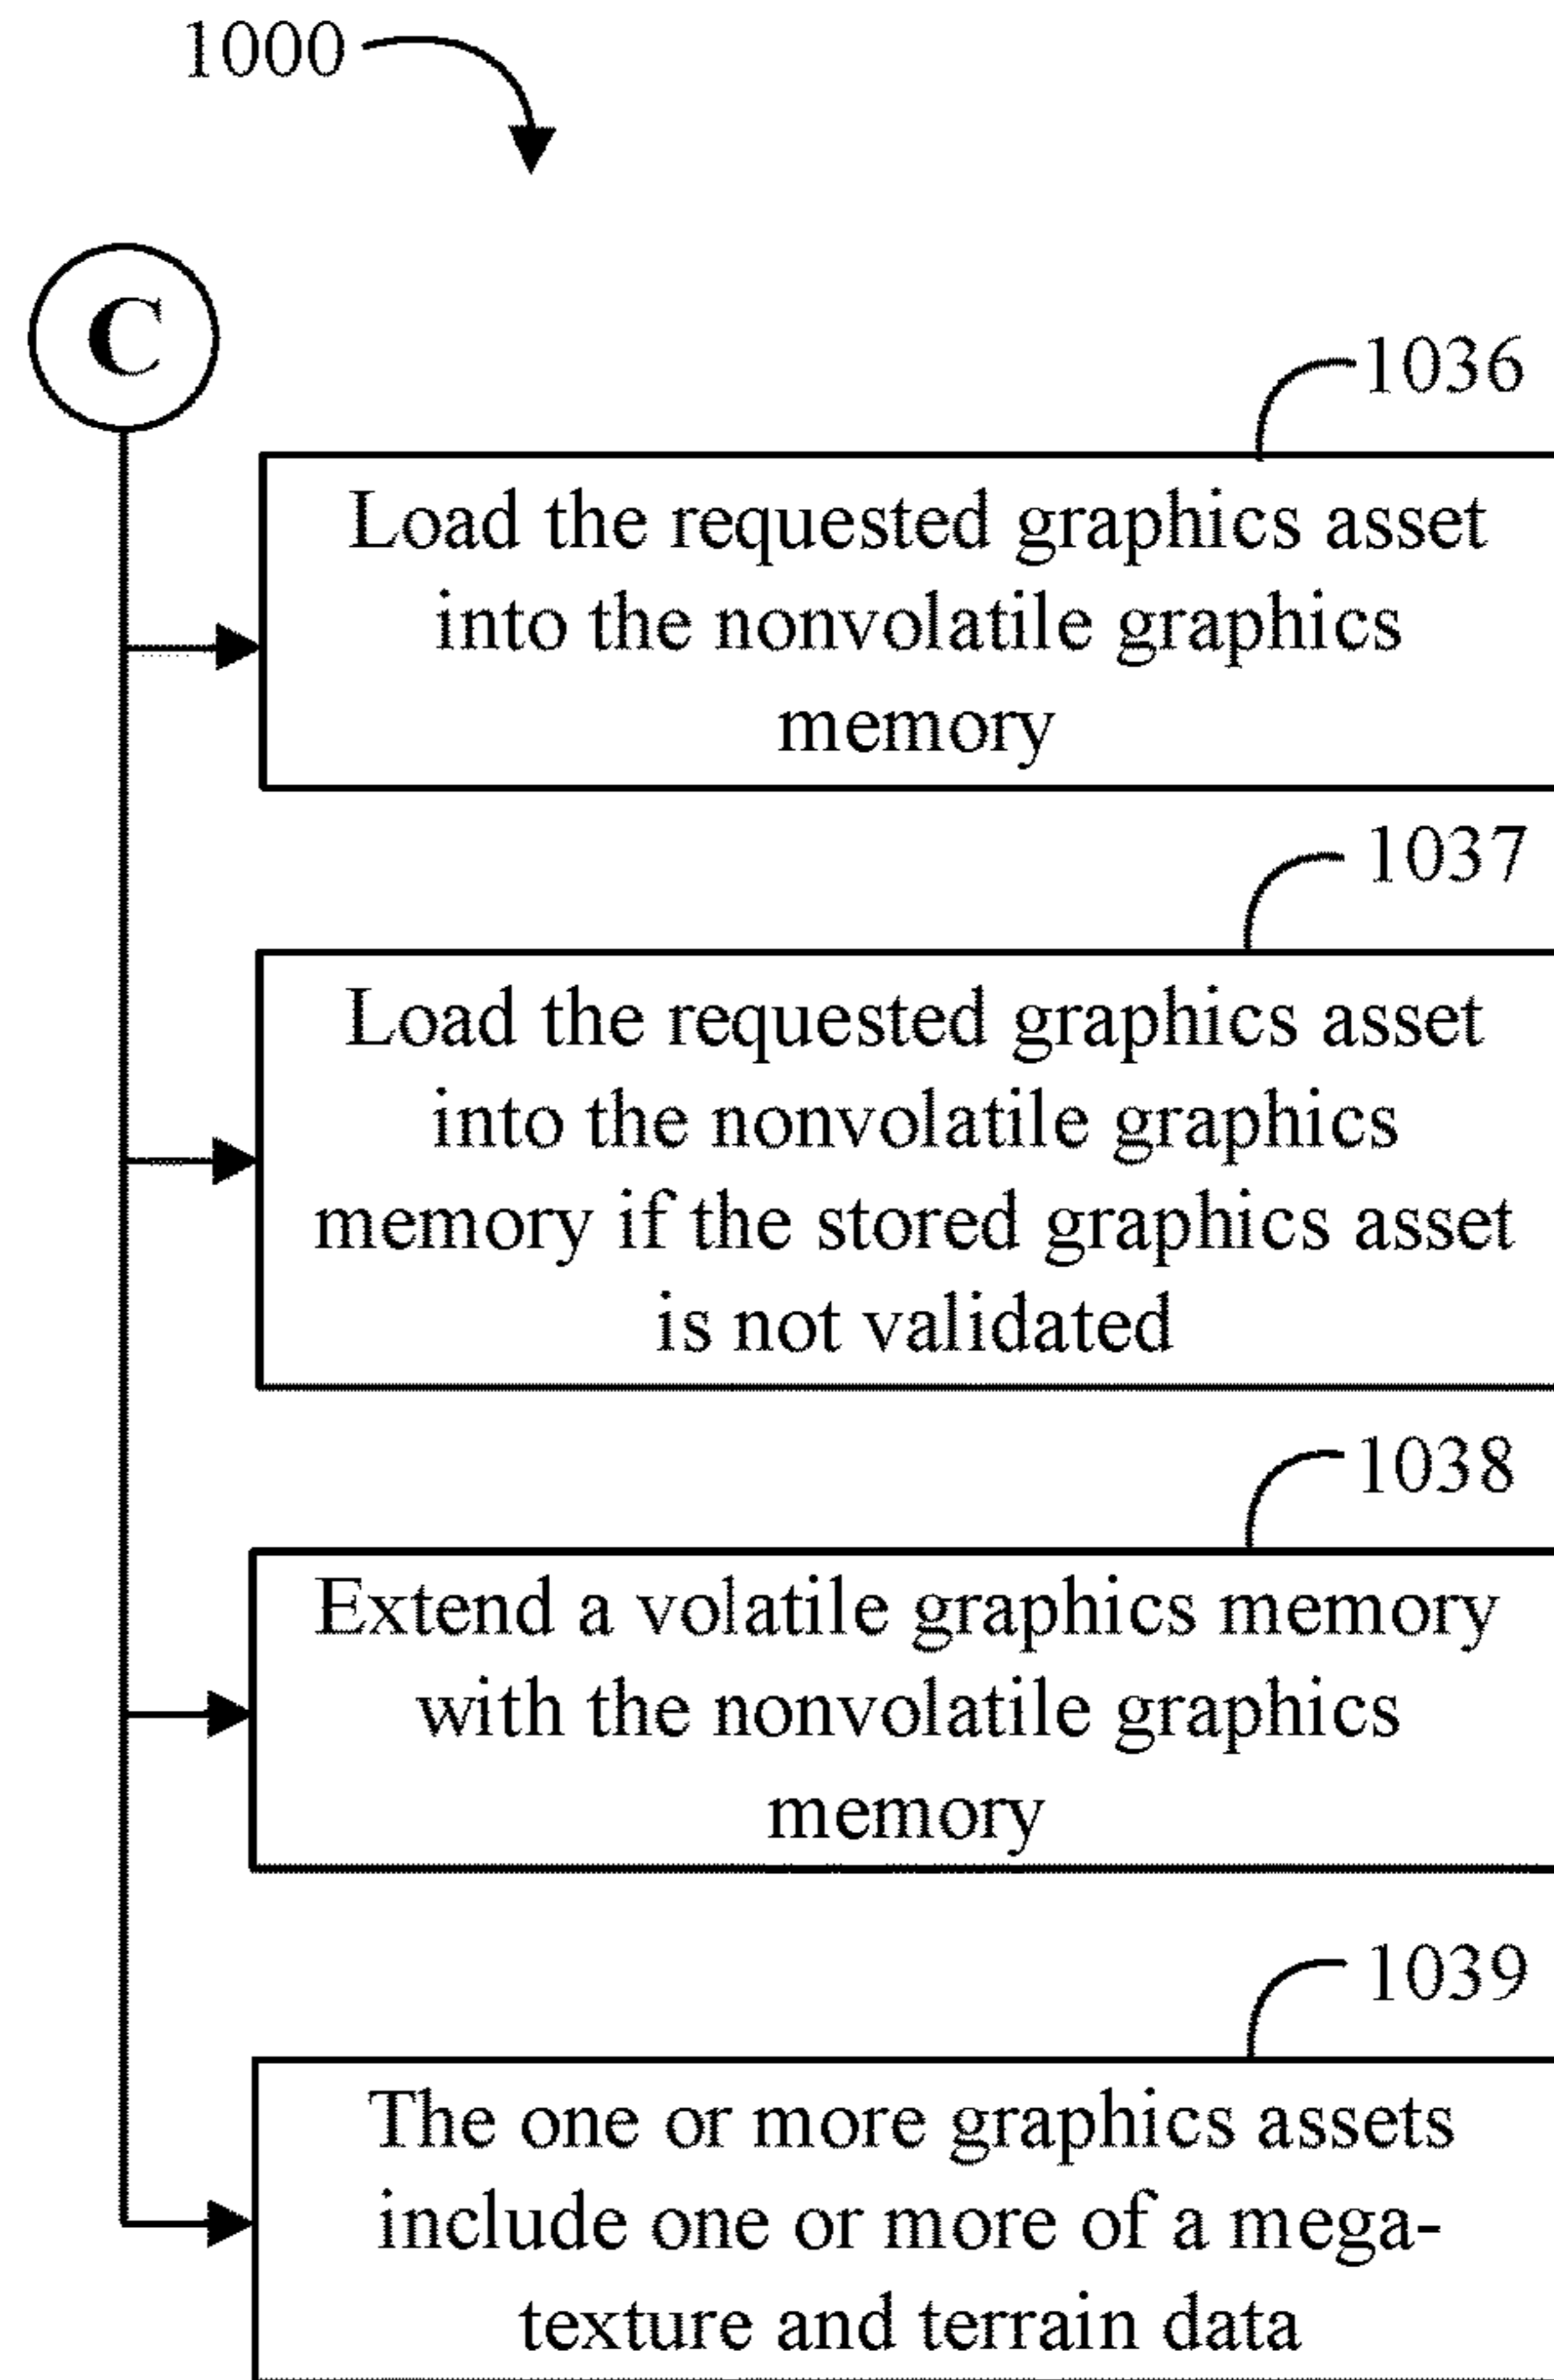 1000
C
1036
Load the requested graphics asset
into the nonvolatile graphics
memory
1037
Load the requested graphics asset
into the nonvolatile graphics
memory if the stored graphics asset
is not validated
1038
Extend a volatile graphics memory
with the nonvolatile graphics
memory
1039
The one or more graphics assets
include one or more of a mega-
texture and terrain data